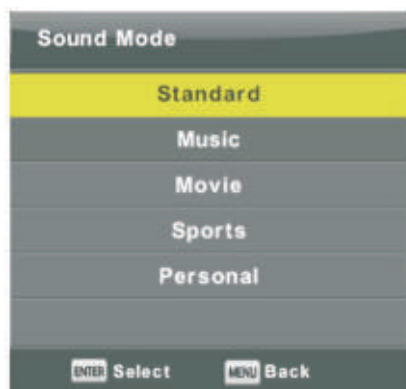 Sound Mode
Standard
Music
Movie
Sports
Personal
ENTER Select MENU Back